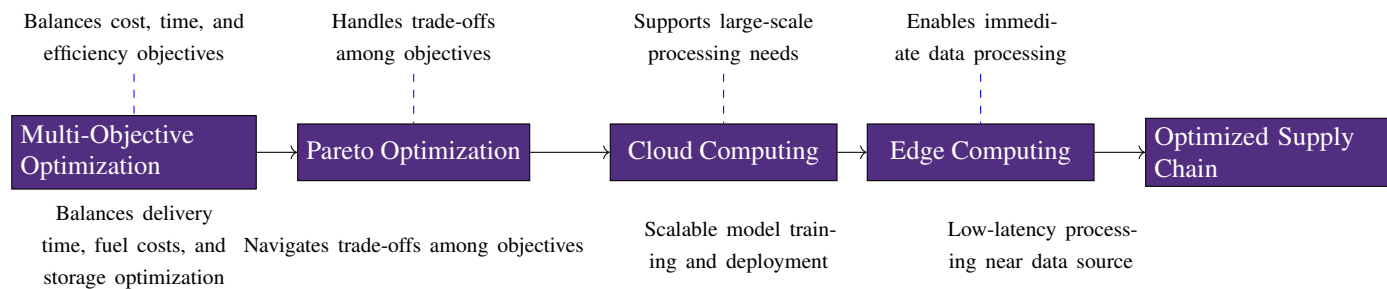 Balances cost, time, and
efficiency objectives
Handles trade-offs
among objectives
Supports large-scale
processing needs
Enables immedi-
ate data processing
Multi-Objective
Optimization
Pareto Optimization
Cloud Computing
Edge Computing
Optimized Supply
Chain
Balances delivery
time, fuel costs, and
storage optimization
Navigates trade-offs among objectives
Scalable model train-
ing and deployment
Low-latency process-
ing near data source